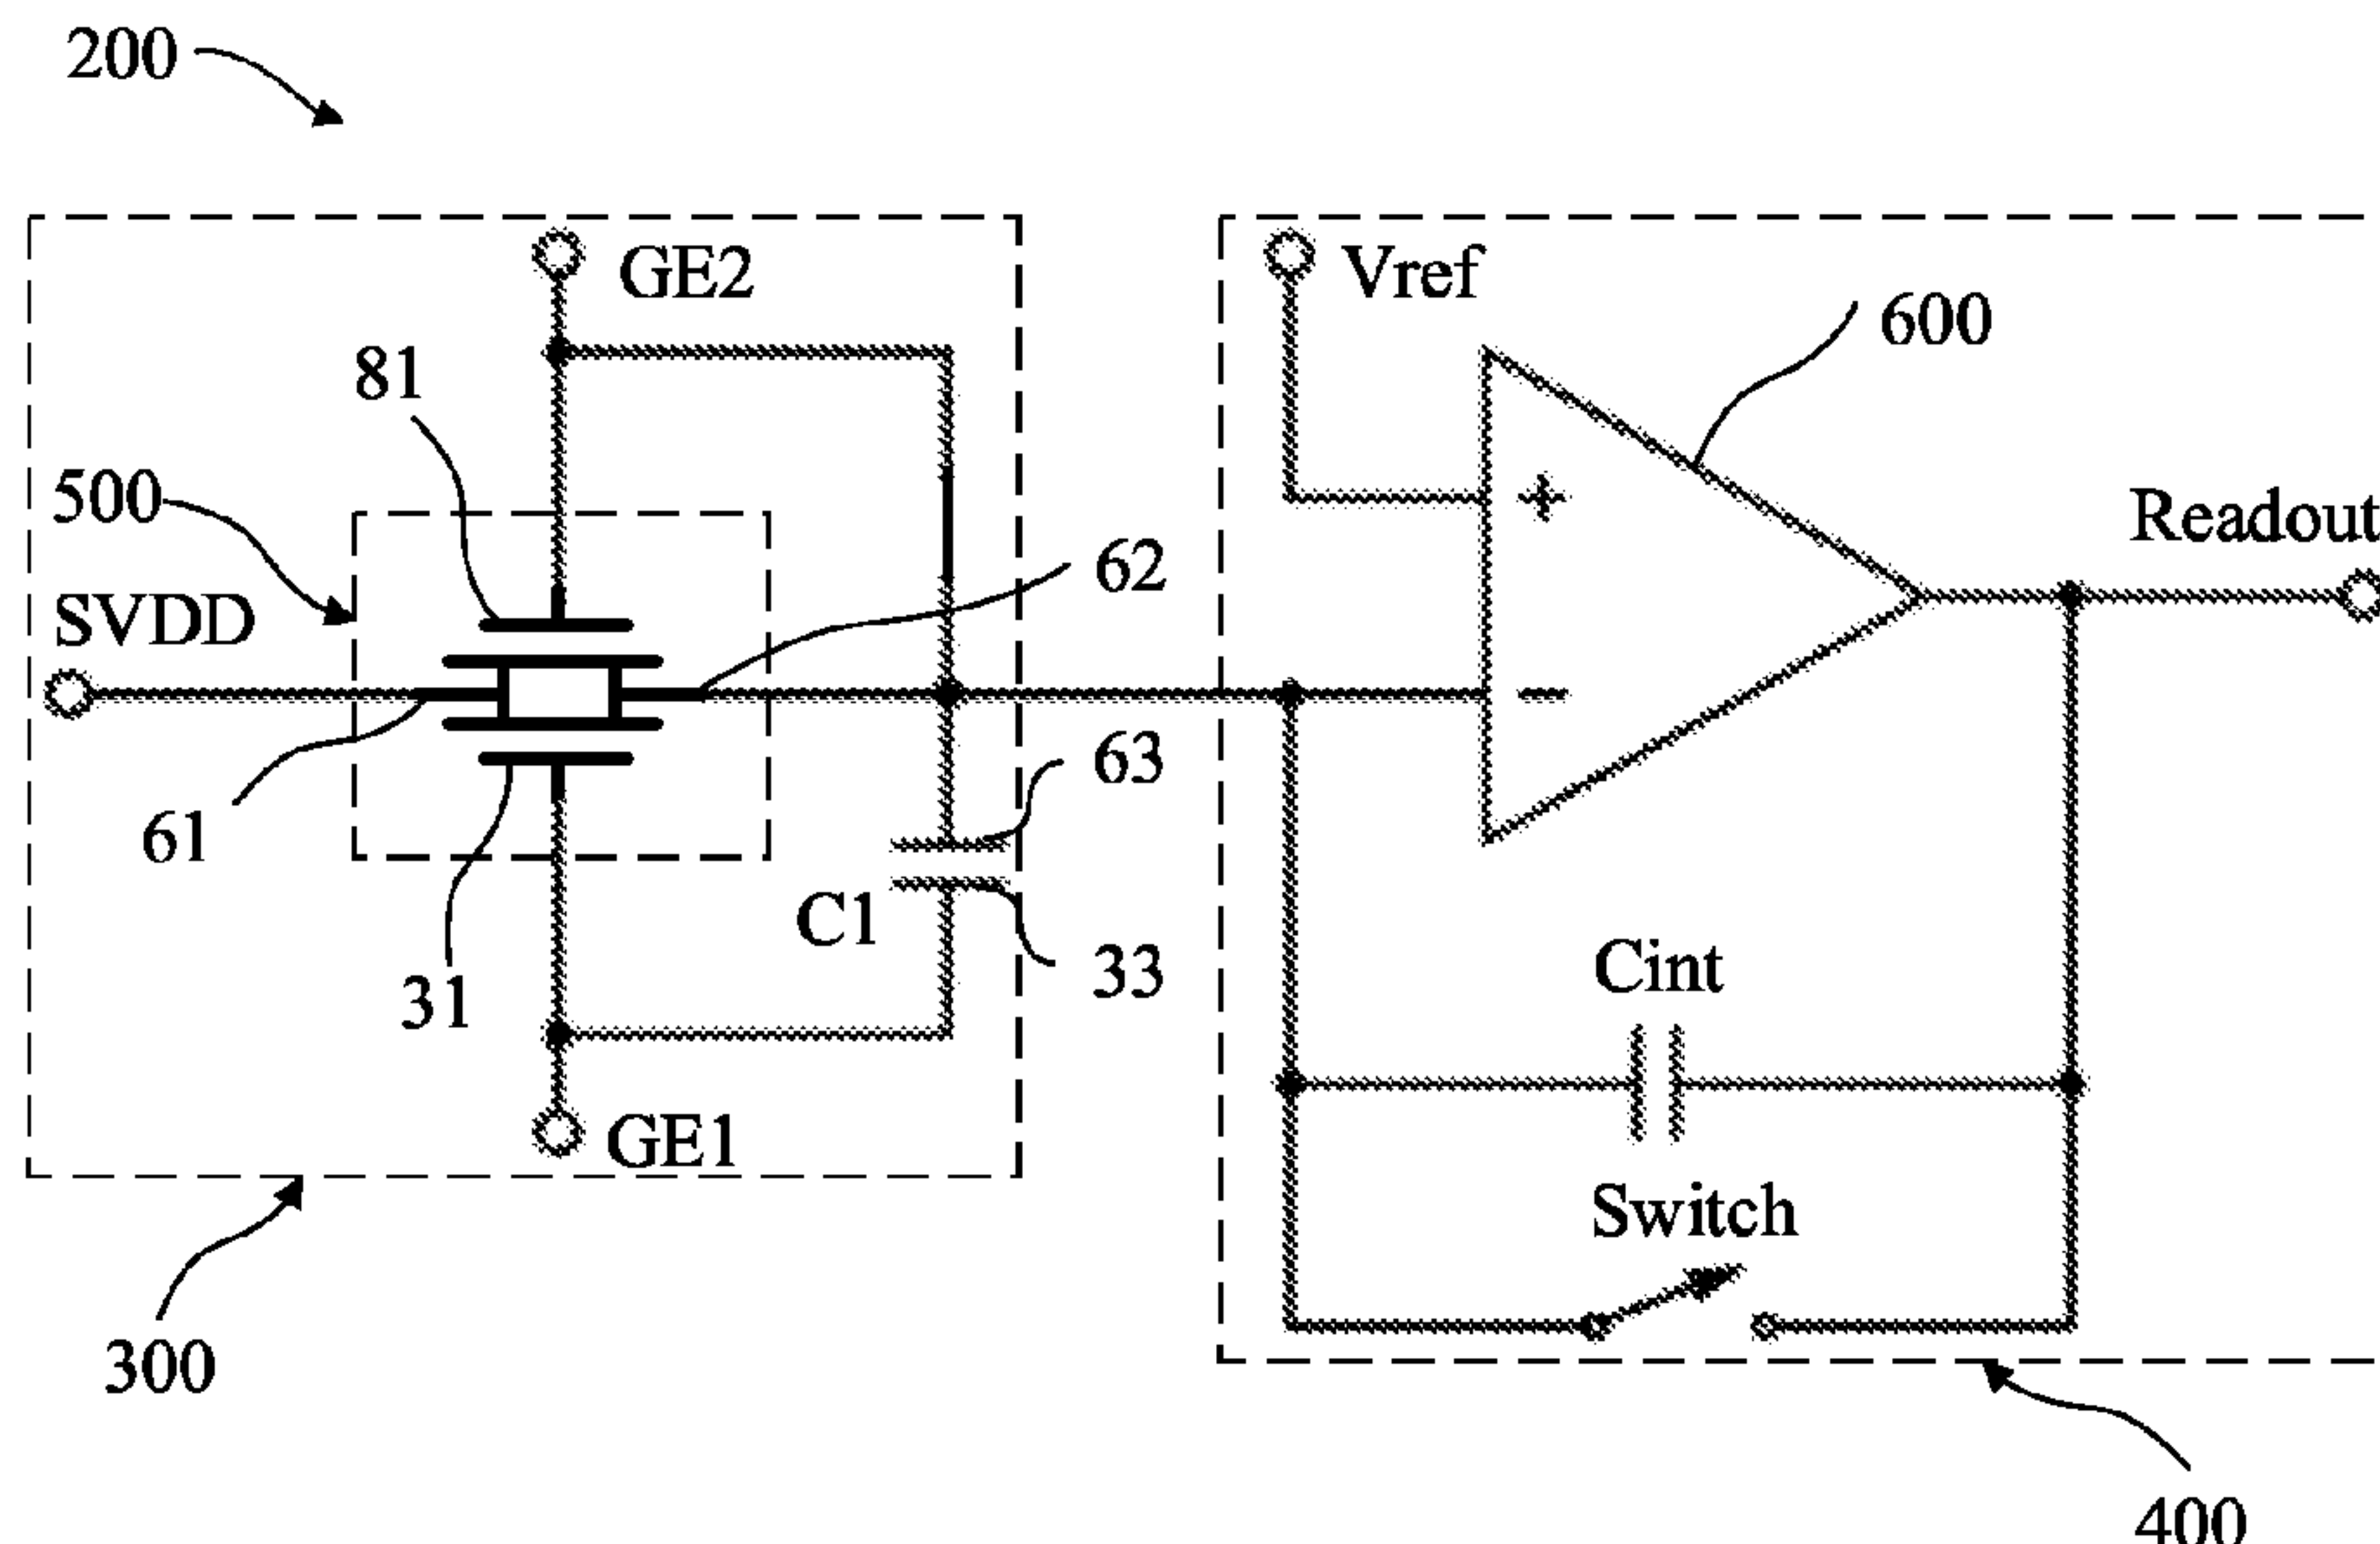 200
GE2
Vref
600
81
500
Readout
62
SVDD
+
-
63
61
C1
33
Cint
31
GE1
Switch
300
400